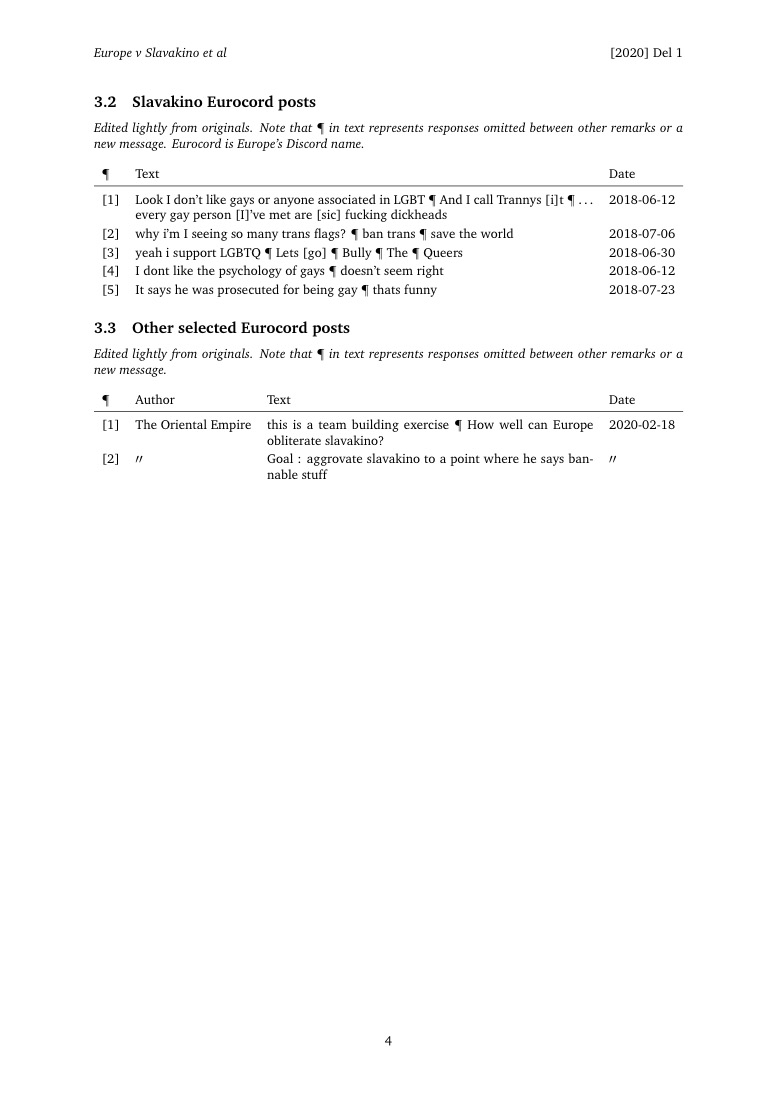 Europe v Slavakino et al [2020] Del 1
3.2 Slavakino Eurocord posts
Edited lightly from originals. Note that ¶ in text represents responses omitted between other remarks or a
new message. Eurocord is Europe's Discord name.
¶ Text Date
[1] Look I don't like gays or anyone associated in LGBT ¶ And I call Trannys [i]t ¶ ... 2018-06-12
every gay person [I]'ve met are [sic] fucking dickheads
[2] why i'm I seeing so many trans flags? ¶ ban trans ¶ save the world 2018-07-06
[3] yeah i support LGBTQ ¶ Lets [go] ¶ Bully ¶ The ¶ Queers 2018-06-30
[4] I dont like the psychology of gays ¶ doesn't seem right 2018-06-12
[5] It says he was prosecuted for being gay ¶ thats funny 2018-07-23
3.3 Other selected Eurocord posts
Edited lightly from originals. Note that ¶ in text represents responses omitted between other remarks or a
new message.
¶ Author Text Date
[1] The Oriental Empire this is a team building exercise ¶ How well can Europe 2020-02-18
obliterate slavakino?
[2]〃 Goal : aggrovate slavakino to a point where he says ban- 〃
nable stuff
4